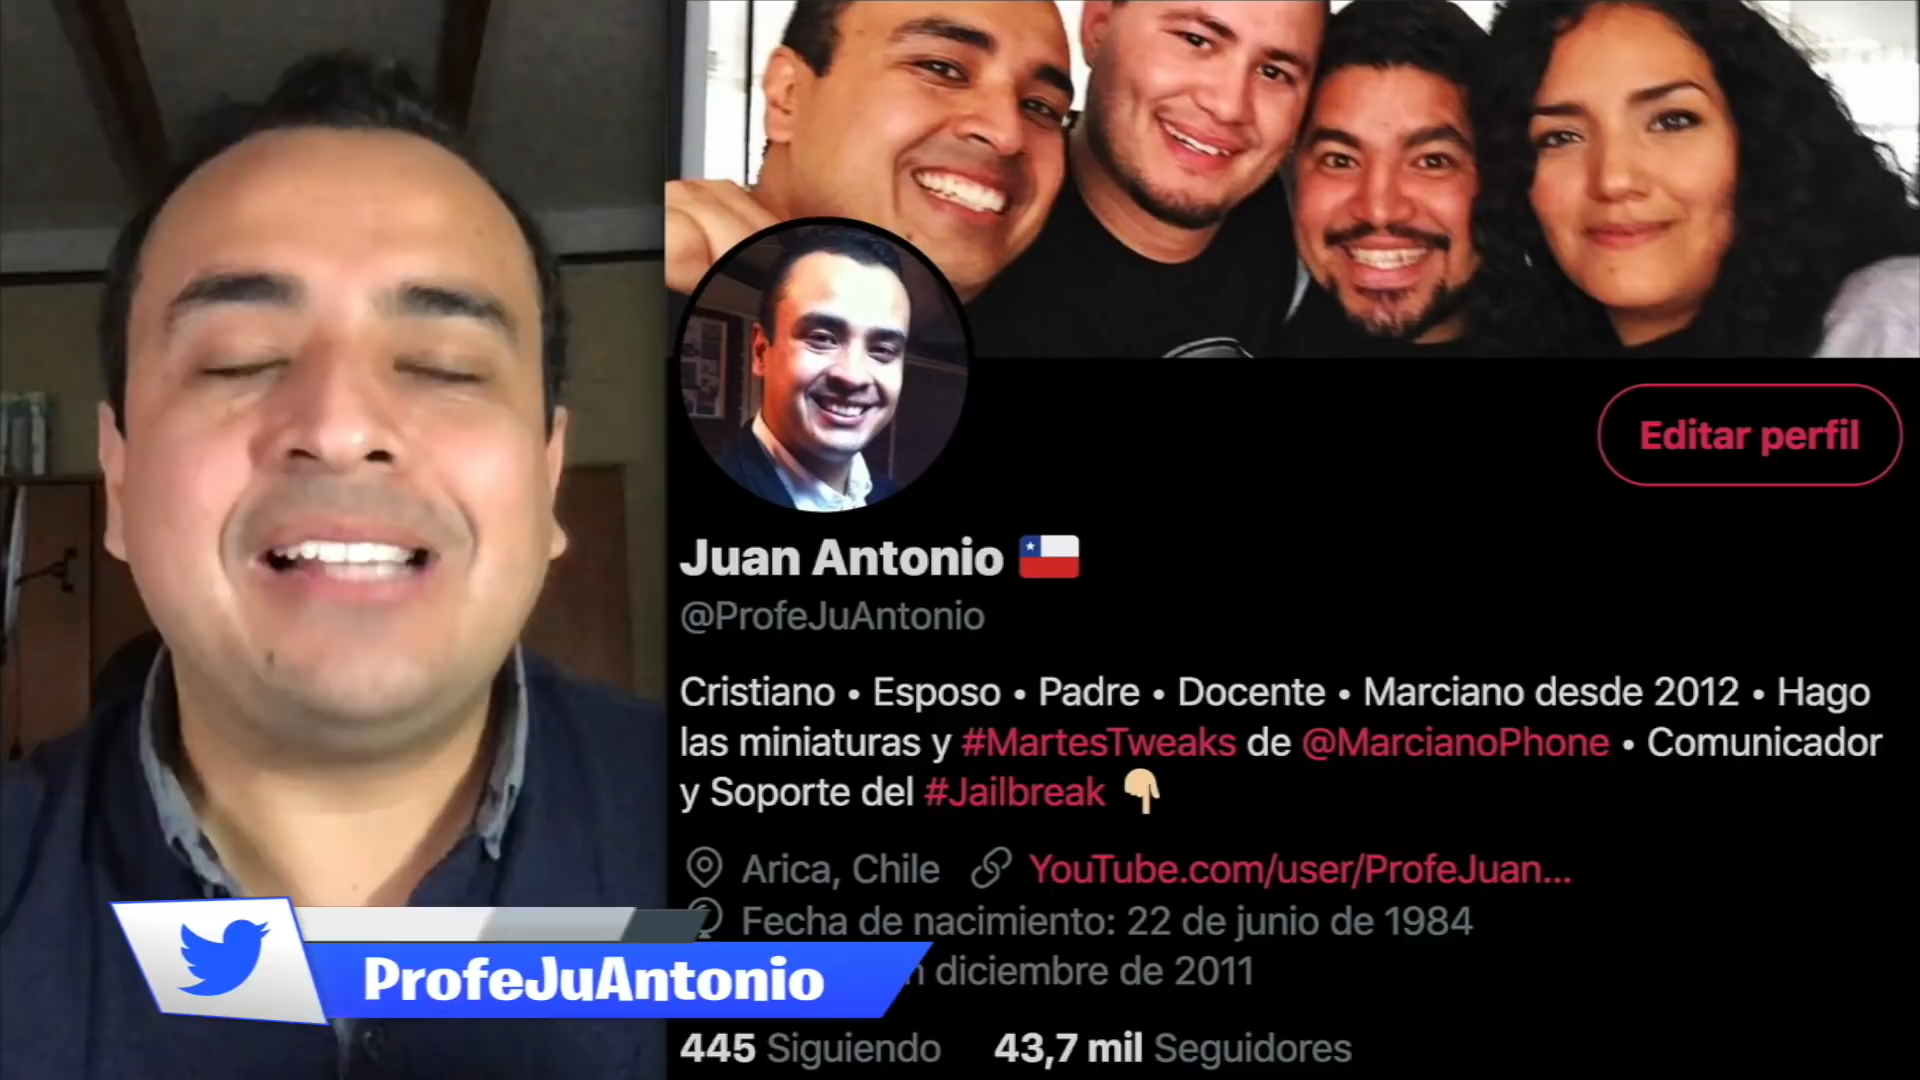 Editar perfil
Juan Antonio
@ProfeJuAntonio
Cristiano • Esposo • Padre • Docente • Marciano desde 2012 • Hago
las miniaturas y #MartesTweaks de @MarcianoPhone • Comunicador
y Soporte del #Jailbreak
Arica, Chile YouTube.com/user/ProfeJuan...
Fecha de nacimiento: 22 de junio de 1984
diciembre de 2011
445 Siguiendo 43,7 mil Seguidores
ProfeJuAntonio